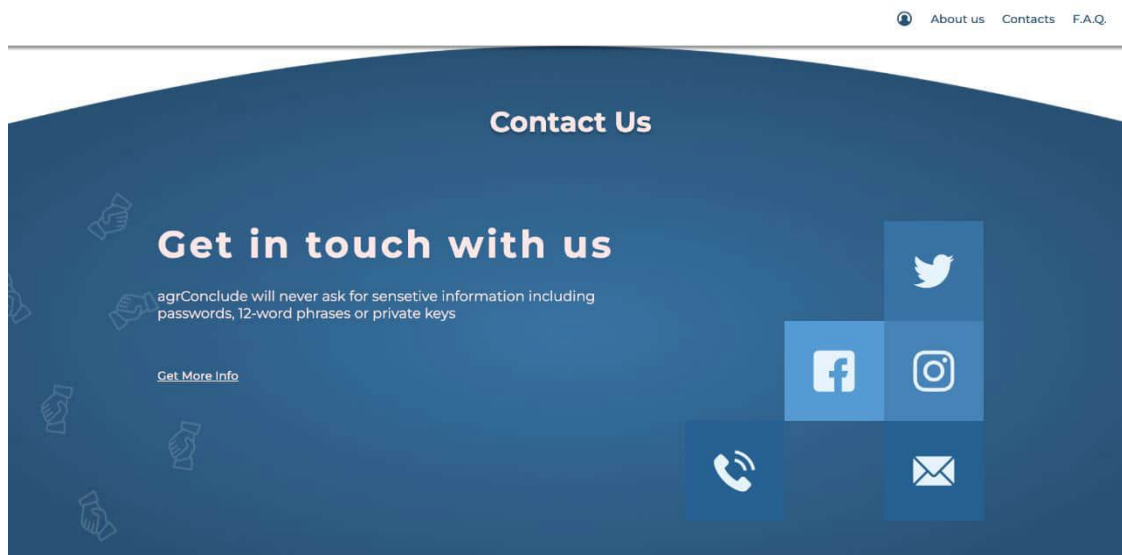 About us Contacts F.A.Q.
Contact Us
Get in touch with us
agrConclude will never ask for sensetive information including
passwords, 12-word phrases or private keys
Get More Info